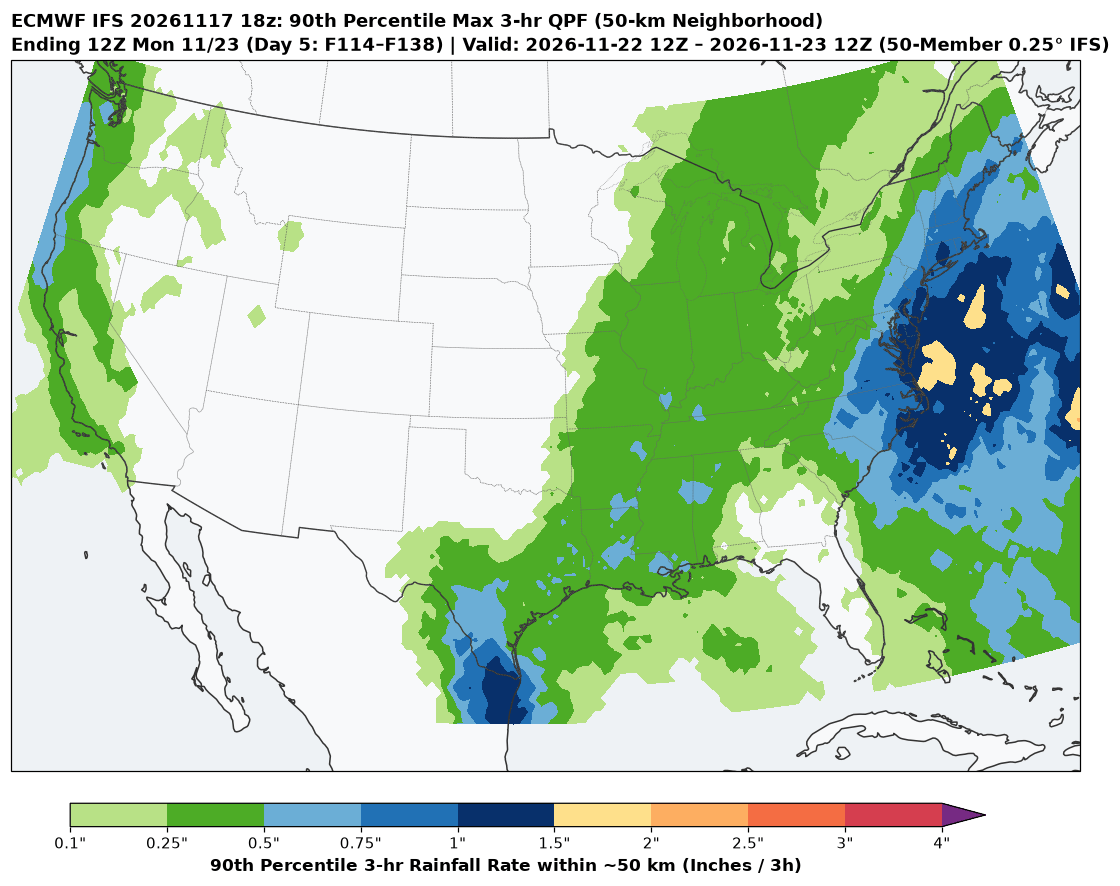 ECMWF IFS 20261117 18z: 90th Percentile Max 3-hr QPF (50-km Neighborhood)
Ending 12Z Mon 11/23 (Day 5: F114–F138) | Valid: 2026-11-22 12Z – 2026-11-23 12Z (50-Member 0.25° IFS)
0.1" 0.25" 0.5" 0.75" 1" 1.5" 2" 2.5" 3" 4"
90th Percentile 3-hr Rainfall Rate within ~50 km (Inches / 3h)